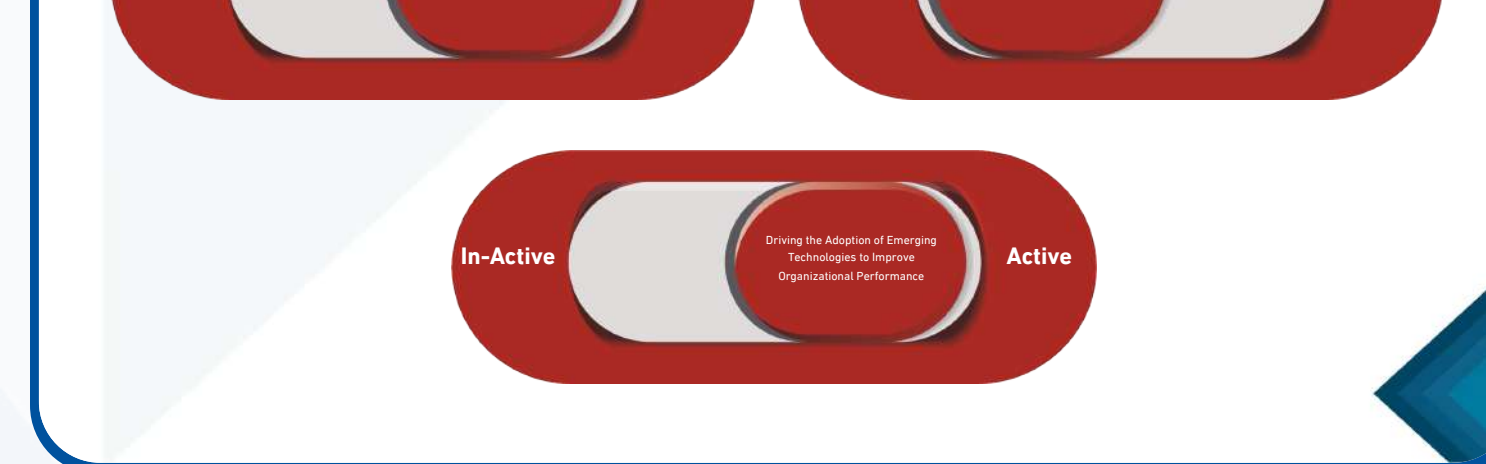 In-Active
Driving the Adoption of Emerging
Technologies to Improve
Organizational Performance
Active